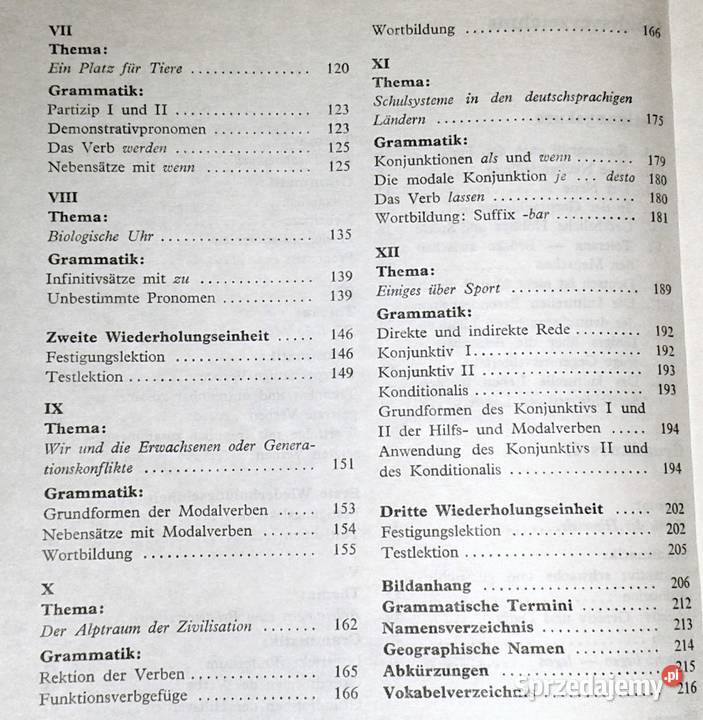 VII
Thema:
Ein Platz für Tiere ................ 120
Grammatik:
Partizip I und II .................. 123
Demonstrativpronomen ............... 123
Das Verb werden .................... 125
Nebensätze mit wenn ................ 125
VIII
Thema:
Biologische Uhr .................... 135
Grammatik:
Infinitivsätze mit zu .............. 139
Unbestimmte Pronomen ............... 139
Zweite Wiederholungseinheit ..... 146
Festigungslektion .................. 146
Testlektion ........................ 149
IX
Thema:
Wir und die Erwachsenen oder Genera-
tionskonflikte ..................... 151
Grammatik:
Grundformen der Modalverben ..... 153
Nebensätze mit Modalverben ...... 154
Wortbildung ........................ 155
X
Thema:
Der Alptraum der Zivilisation ...... 162
Grammatik:
Rektion der Verben ................. 165
Funktionsverbgefüge ................ 166
Wortbildung ........................ 166
XI
Thema:
Schulsysteme in den deutschsprachigen
Ländern ............................ 175
Grammatik:
Konjunktionen als und wenn ........ 179
Die modale Konjunktion je ... desto 180
Das Verb lassen .................... 180
Wortbildung: Suffix -bar ........... 181
XII
Thema:
Einiges über Sport ................. 189
Grammatik:
Direkte und indirekte Rede ......... 192
Konjunktiv I ....................... 192
Konjunktiv II ...................... 193
Konditionalis ...................... 193
Grundformen des Konjunktivs I und
II der Hilfs- und Modalverben ..... 194
Anwendung des Konjunktivs II und
des Konditionalis .................. 194
Dritte Wiederholungseinheit ..... 202
Festigungslektion .................. 202
Testlektion ........................ 205
Bildanhang ......................... 206
Grammatische Termini ............... 212
Namensverzeichnis .................. 213
Geographische Namen ................ 214
Abkürzungen ........................ 215
Vokabelverzeichn. 216
Sprzedajemy.pl